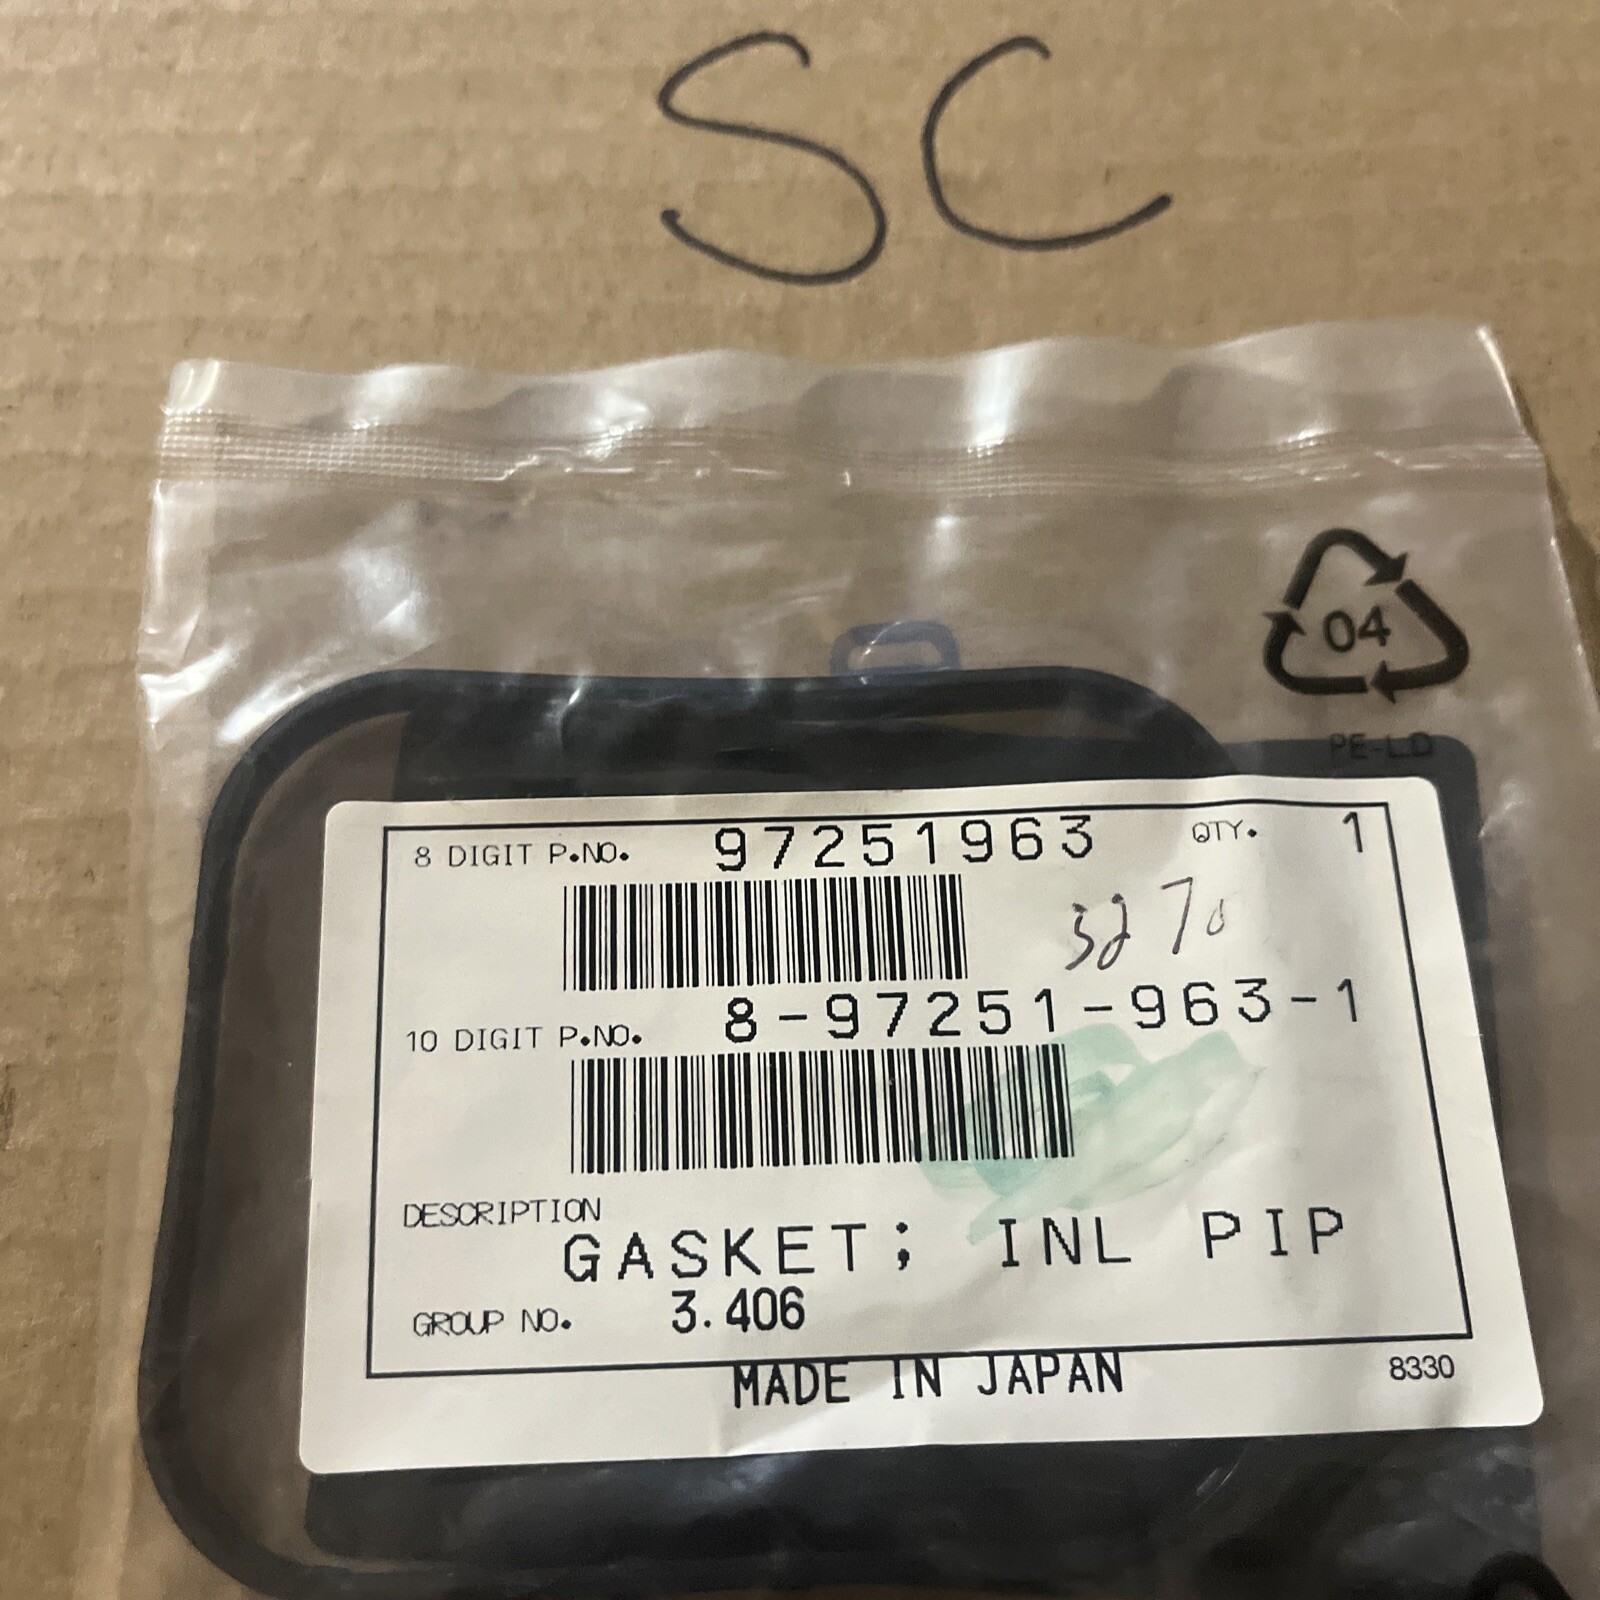 SC
04
PE-LD
8 DIGIT P.NO. 97251963 QTY. 1
10 DIGIT P.NO. 8-97251-963-1
DESCRIPTION
GASKET; INL PIP
GROUP NO. 3.406
MADE IN JAPAN 8330